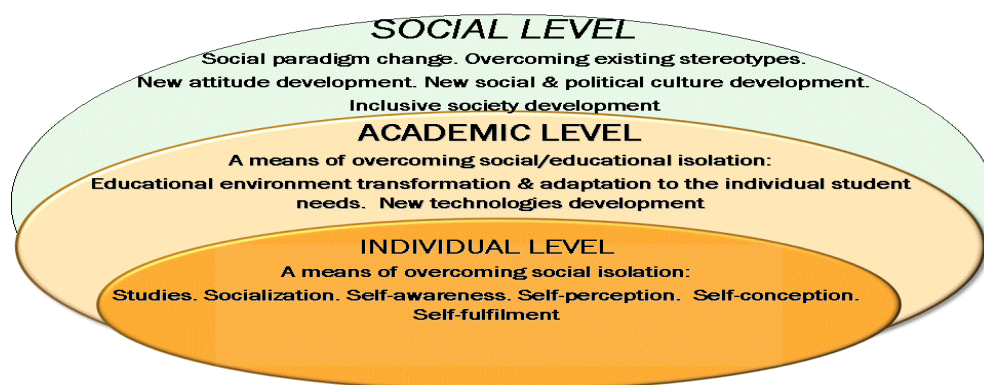 SOCIAL LEVEL
Social paradigm change. Overcoming existing stereotypes.
New attitude development. New social & political culture development.
Inclusive society development
ACADEMIC LEVEL
A means of overcoming social/educational isolation:
Educational environment transformation & adaptation to the individual student
needs. New technologies development
INDIVIDUAL LEVEL
A means of overcoming social isolation:
Studies. Socialization. Self-awareness. Self-perception. Self-conception.
Self-fulfilment